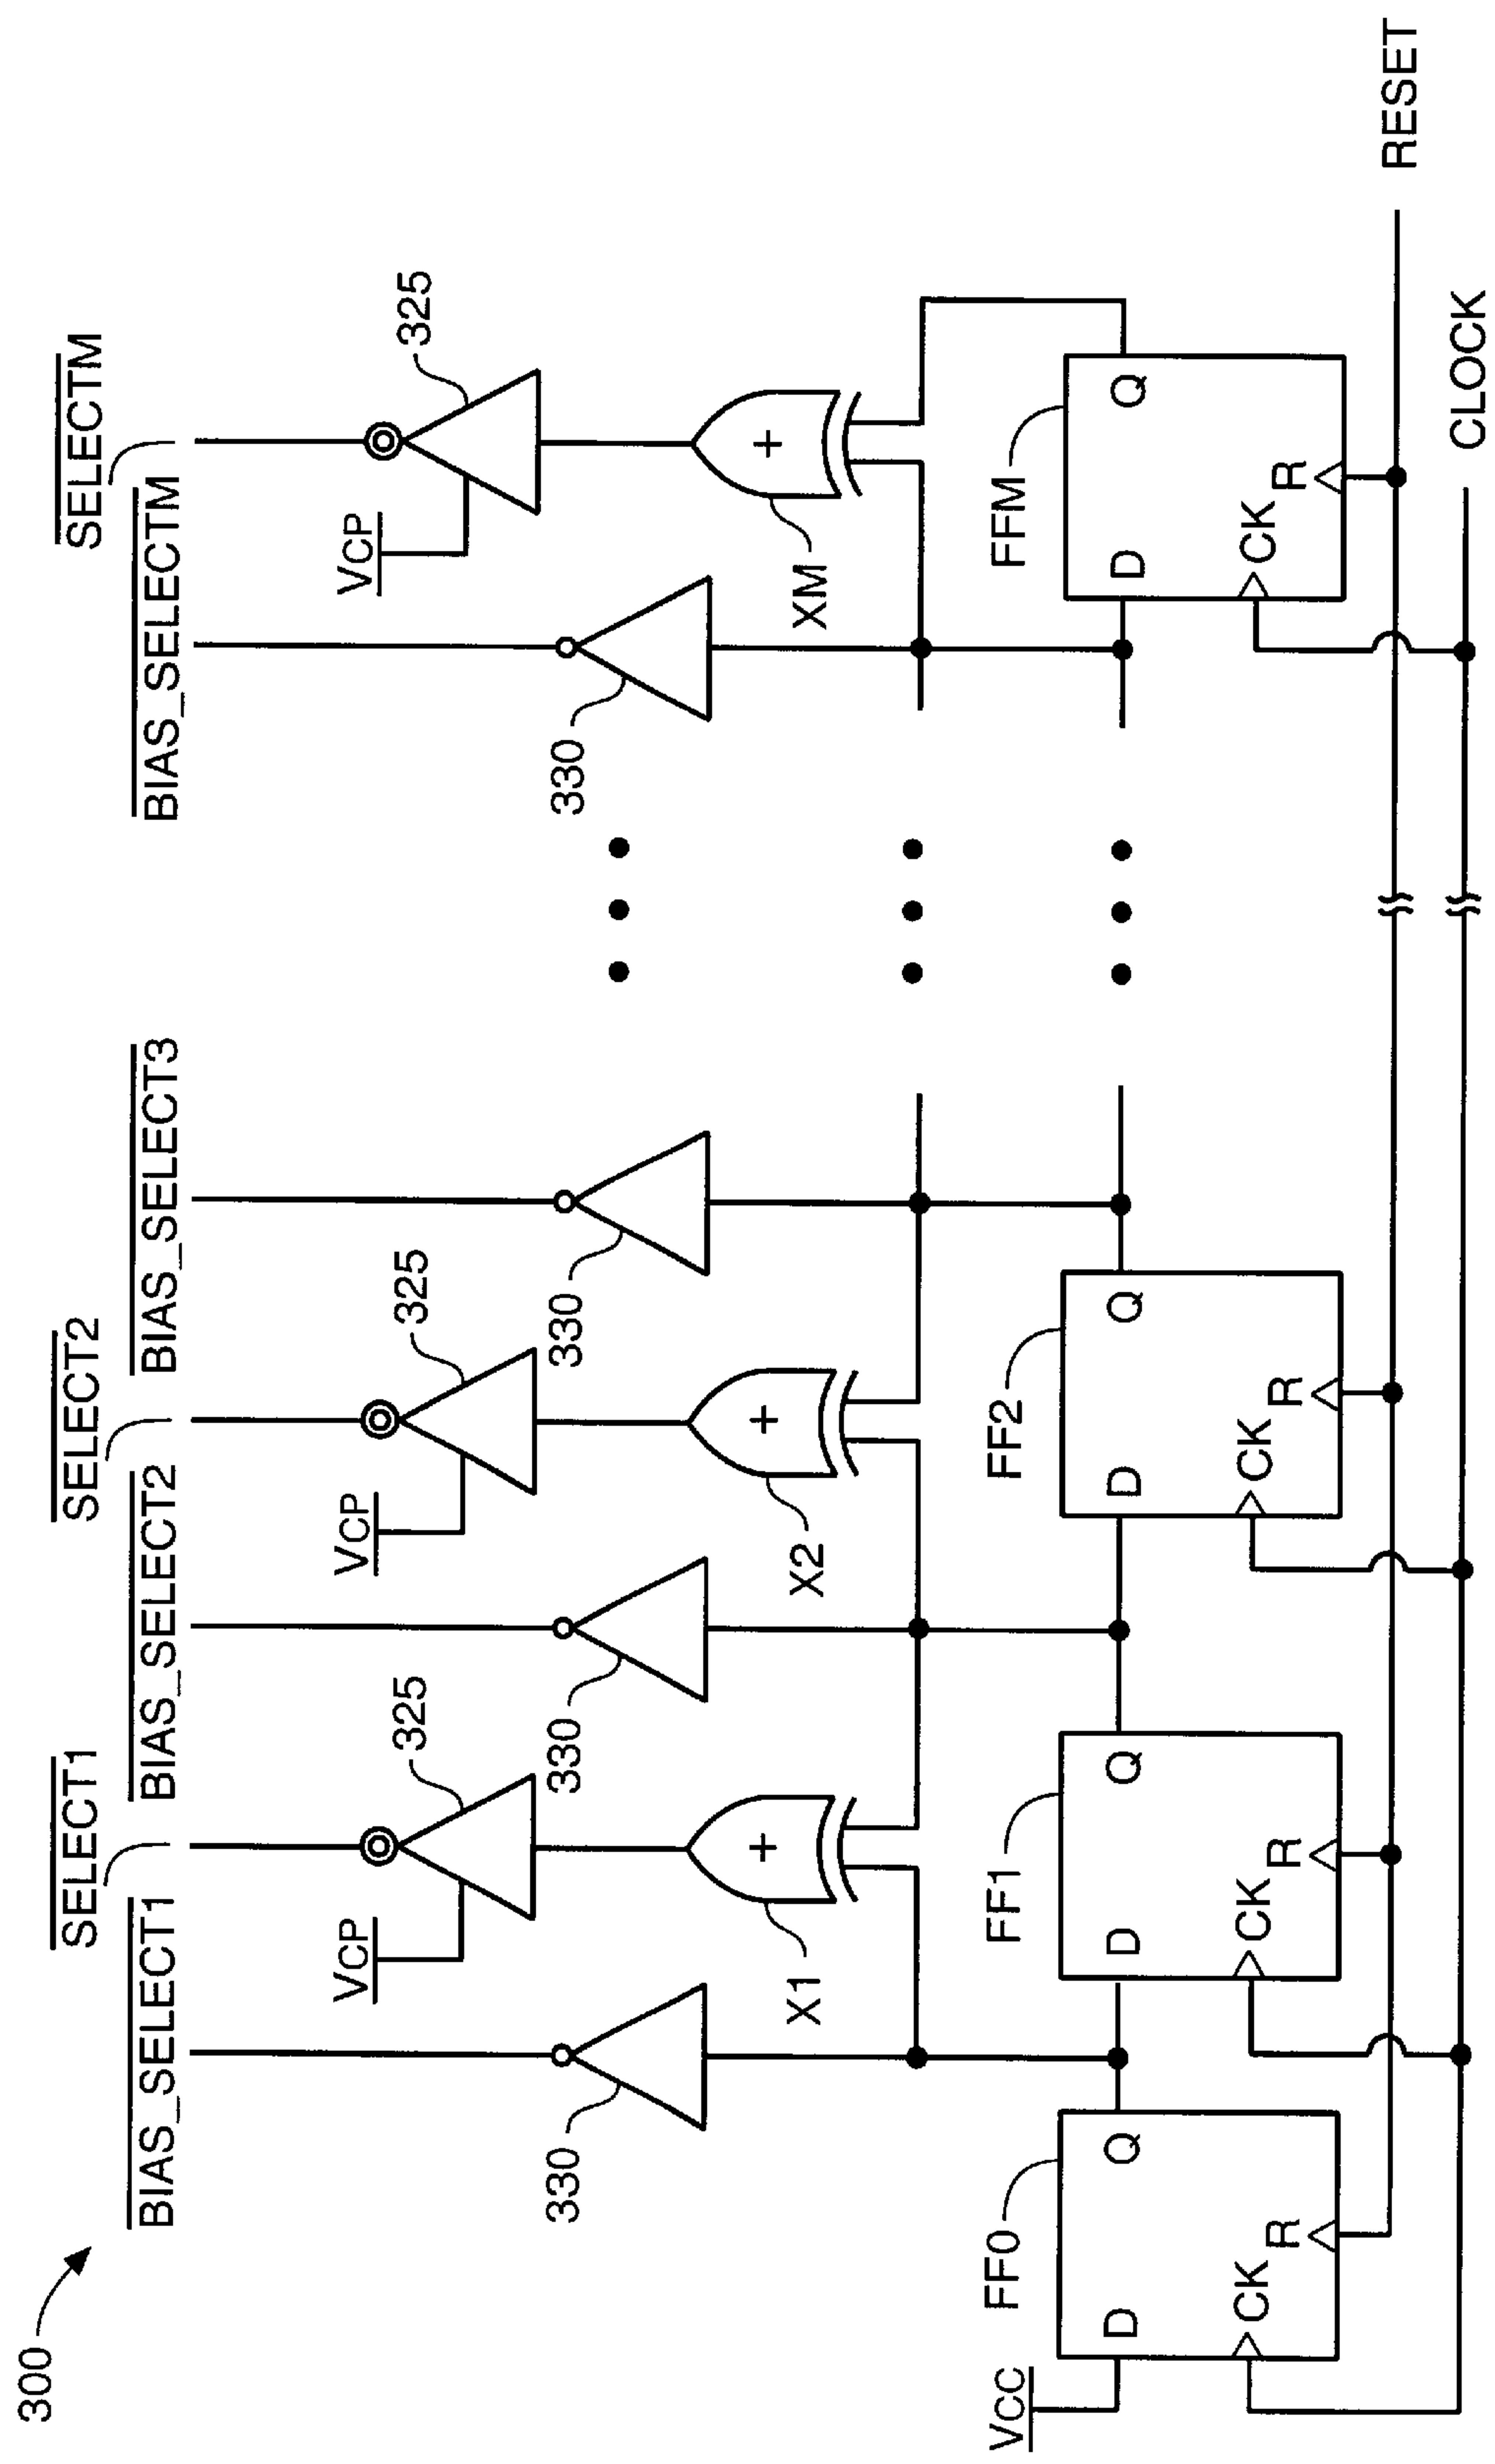 300
SELECT1
SELECT2
SELECTM
BIAS_SELECT1
BIAS_SELECT2
BIAS_SELECT3
BIAS_SELECTM
VCP
325
VCP
325
VCP
325
330
330
330
330
X1
X2
XM
+
+
+
VCC
FF0
FF1
FF2
FFM
D
Q
D
Q
D
Q
D
Q
CK
R
CK
R
CK
R
CK
R
RESET
CLOCK